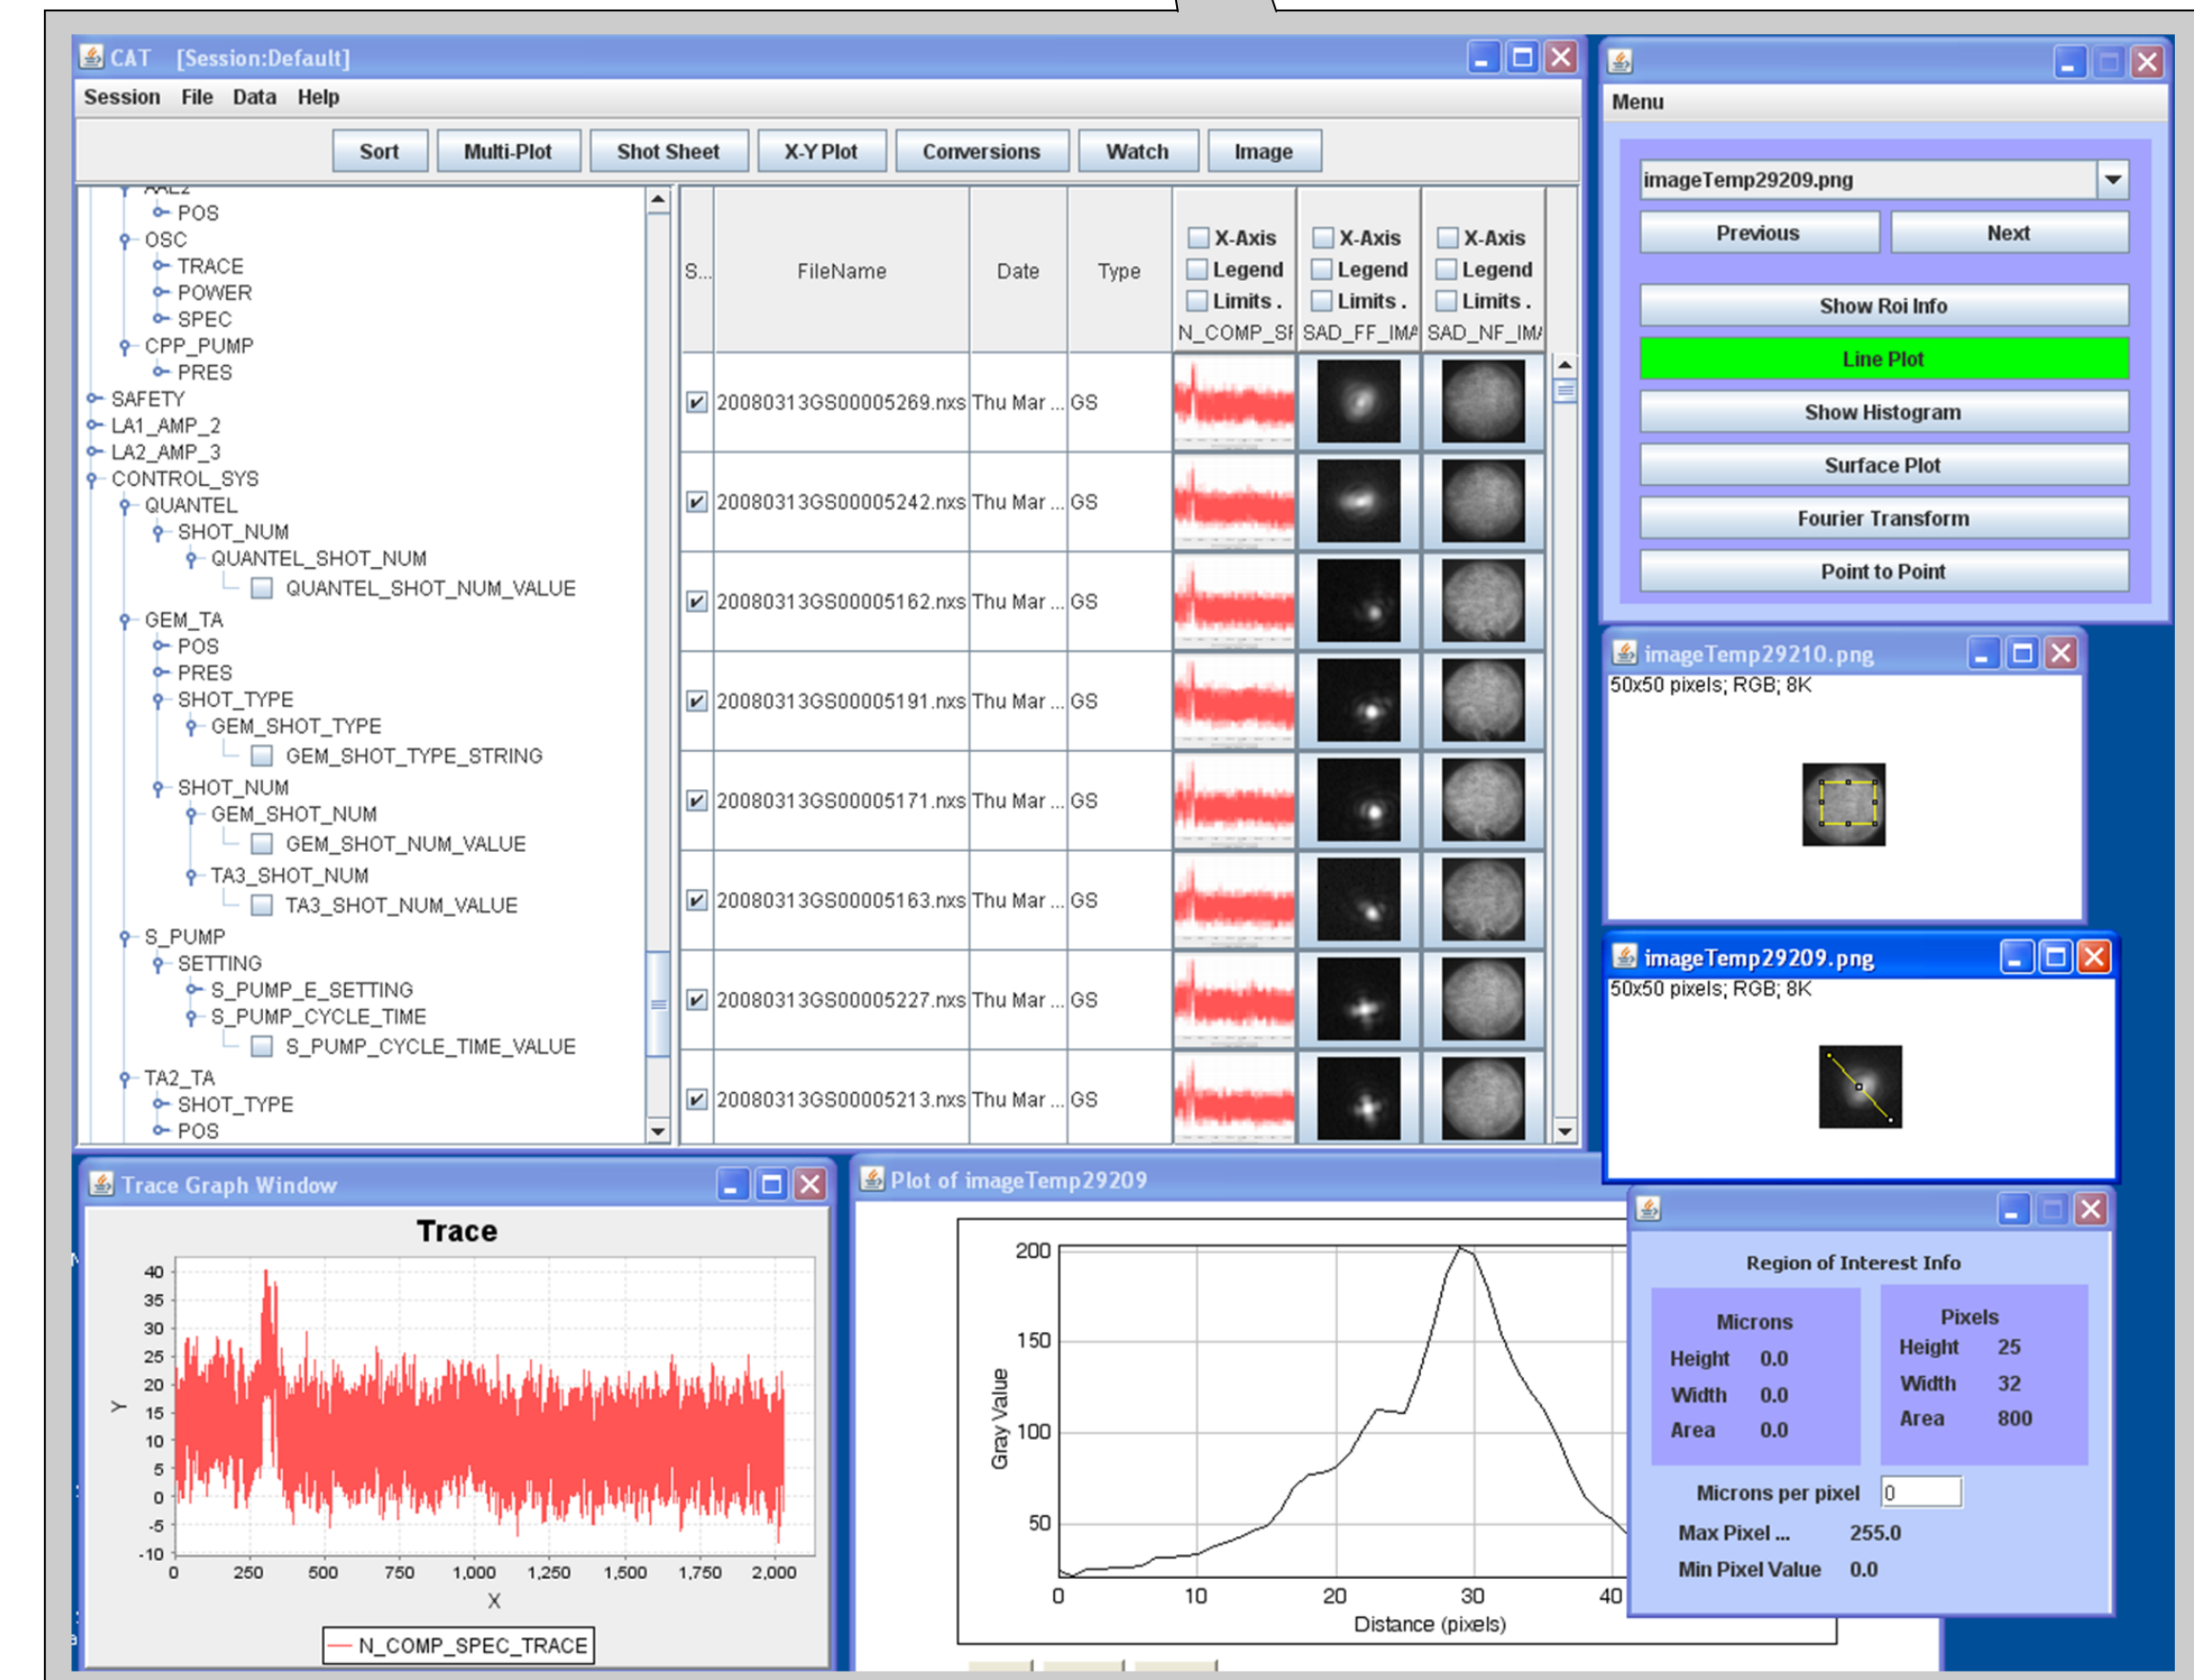 CAT [Session:Default]
Session File Data Help
Sort Multi-Plot Shot Sheet X-Y Plot Conversions Watch Image
AAL2
POS
OSC
TRACE
POWER
SPEC
CPP_PUMP
PRES
SAFETY
LA1_AMP_2
LA2_AMP_3
CONTROL_SYS
QUANTEL
SHOT_NUM
QUANTEL_SHOT_NUM
QUANTEL_SHOT_NUM_VALUE
GEM_TA
POS
PRES
SHOT_TYPE
GEM_SHOT_TYPE
GEM_SHOT_TYPE_STRING
SHOT_NUM
GEM_SHOT_NUM
GEM_SHOT_NUM_VALUE
TA3_SHOT_NUM
TA3_SHOT_NUM_VALUE
S_PUMP
SETTING
S_PUMP_E_SETTING
S_PUMP_CYCLE_TIME
S_PUMP_CYCLE_TIME_VALUE
TA2_TA
SHOT_TYPE
POS
X-Axis X-Axis X-Axis
Legend Legend Legend
Limits . Limits . Limits .
S... FileName Date Type
N_COMP_SF SAD_FF_IMA SAD_NF_IMA
20080313GS00005269.nxs Thu Mar ... GS
20080313GS00005242.nxs Thu Mar ... GS
20080313GS00005162.nxs Thu Mar ... GS
20080313GS00005191.nxs Thu Mar ... GS
20080313GS00005171.nxs Thu Mar ... GS
20080313GS00005163.nxs Thu Mar ... GS
20080313GS00005227.nxs Thu Mar ... GS
20080313GS00005213.nxs Thu Mar ... GS
Menu
imageTemp29209.png
Previous Next
Show Roi Info
Line Plot
Show Histogram
Surface Plot
Fourier Transform
Point to Point
imageTemp29210.png
50x50 pixels; RGB; 8K
imageTemp29209.png
50x50 pixels; RGB; 8K
Trace Graph Window
Trace
40
35
30
25
20
15
10
5
0
-5
-10
Y
0 250 500 750 1,000 1,250 1,500 1,750 2,000
X
N_COMP_SPEC_TRACE
Plot of imageTemp29209
200
150
100
50
Gray Value
0 10 20 30 40
Distance (pixels)
Region of Interest Info
Microns
Height 0.0
Width 0.0
Area 0.0
Pixels
Height 25
Width 32
Area 800
Microns per pixel 0
Max Pixel ... 255.0
Min Pixel Value 0.0